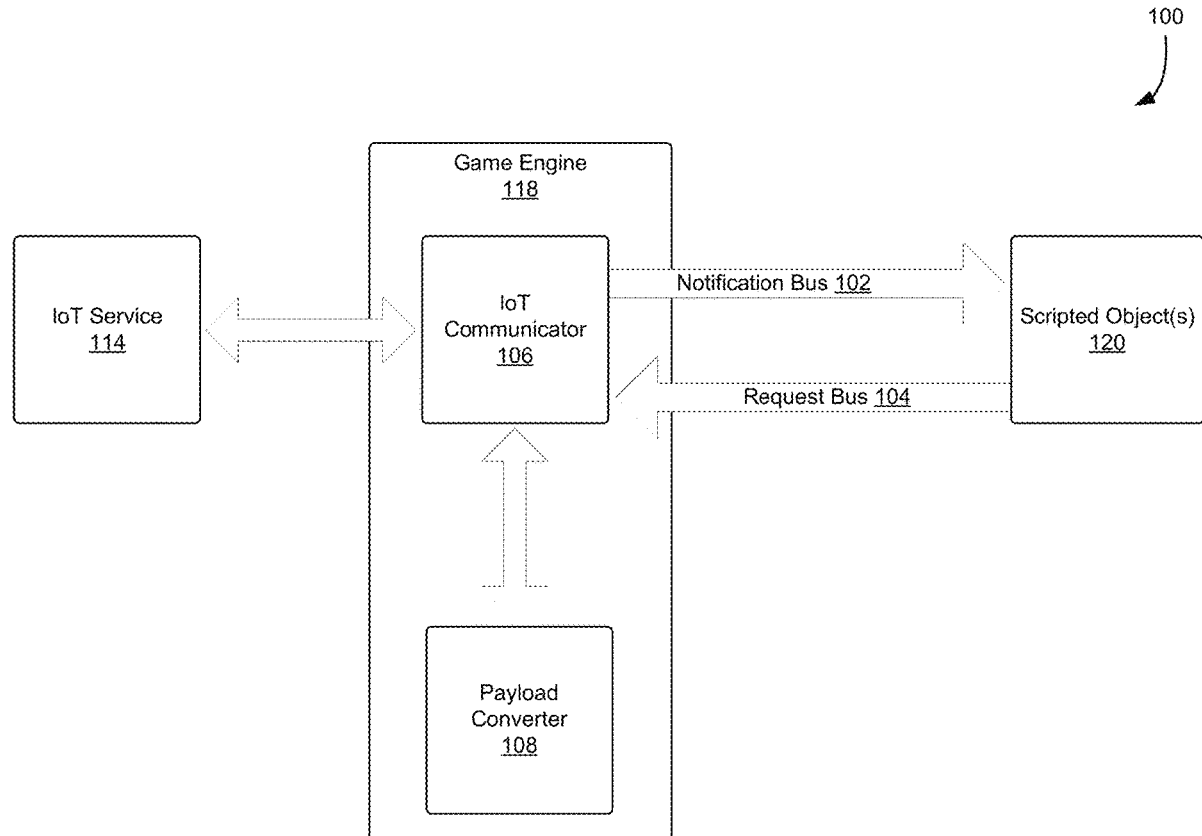 100
Game Engine
118
IoT Service
114
IoT
Communicator
106
Notification Bus 102
Request Bus 104
Scripted Object(s)
120
Payload
Converter
108